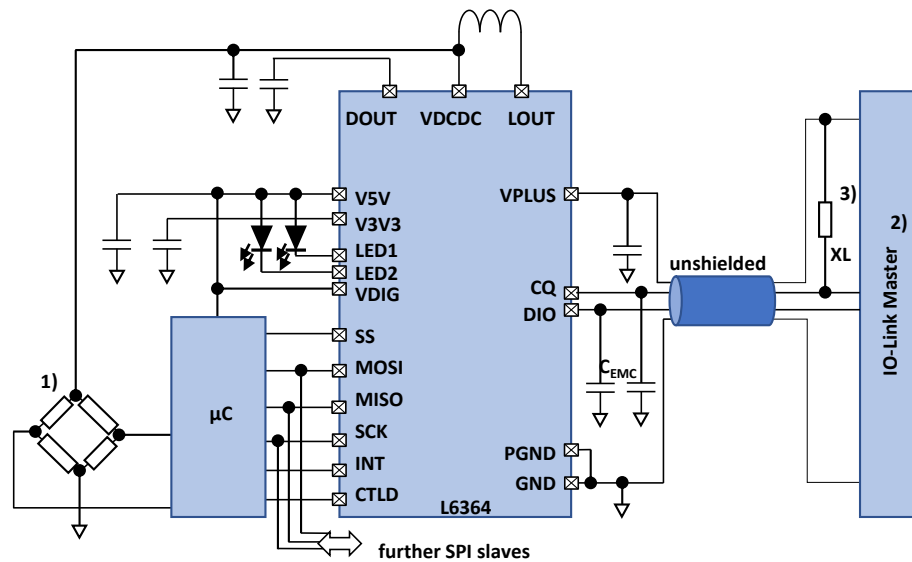 DOUT
VDCDC
LOUT
V5V
V3V3
LED1
LED2
VDIG
SS
MOSI
MISO
SCK
INT
CTLD
VPLUS
CQ
DIO
PGND
GND
L6364
µC
1)
CEMC
unshielded
3)
XL
2)
IO-Link Master
further SPI slaves